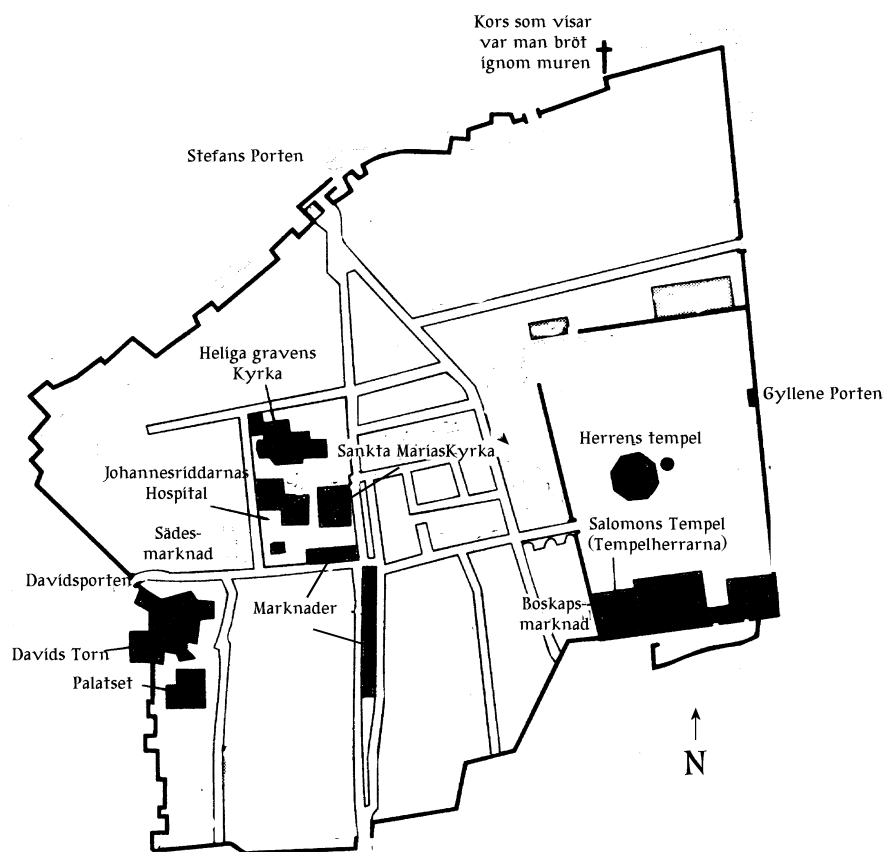 Kors som visar
var man bröt
ignom muren
Stefans Porten
Heliga gravens
Kyrka
Gyllene Porten
Herrens tempel
Sankta MariasKyrka
Johannesriddarnas
Hospital
Sädes-
marknad
Salomons Tempel
(Tempelherrarna)
Davidsporten
Marknader
Boskaps-
marknad
Davids Torn
Palatset
N